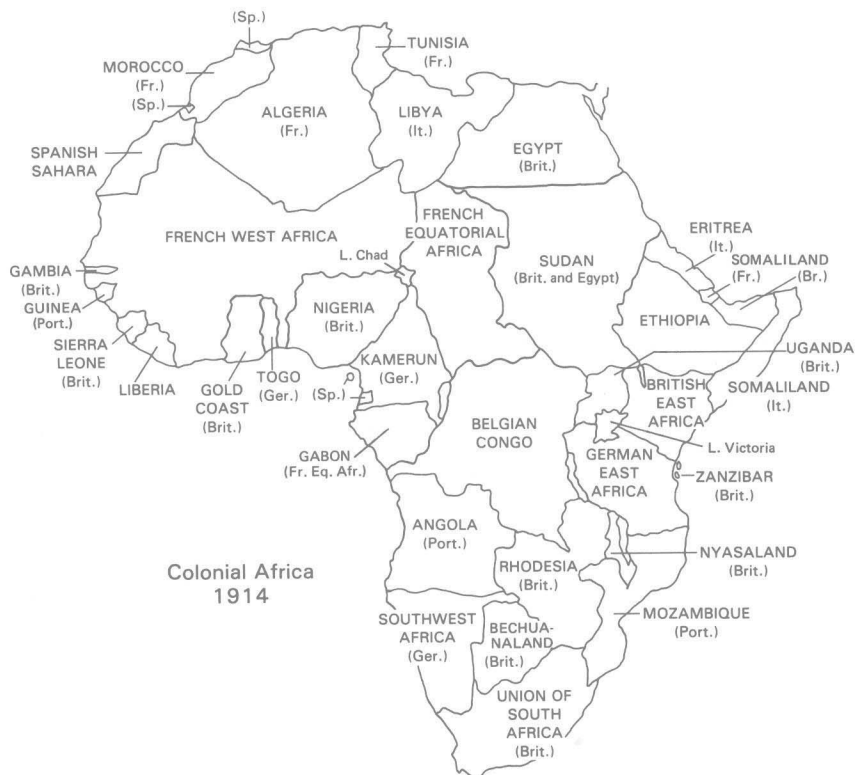 (Sp.)
MOROCCO
(Fr.)
(Sp.)
TUNISIA
(Fr.)
ALGERIA
(Fr.)
LIBYA
(It.)
EGYPT
(Brit.)
SPANISH
SAHARA
FRENCH WEST AFRICA
FRENCH
EQUATORIAL
AFRICA
L. Chad
SUDAN
(Brit. and Egypt)
ERITREA
(It.)
SOMALILAND
(Fr.)
(Br.)
GAMBIA
(Brit.)
GUINEA
(Port.)
SIERRA
LEONE
(Brit.)
LIBERIA
GOLD
COAST
(Brit.)
TOGO
(Ger.)
NIGERIA
(Brit.)
KAMERUN
(Ger.)
(Sp.)
ETHIOPIA
UGANDA
(Brit.)
BRITISH
EAST
AFRICA
SOMALILAND
(It.)
GABON
(Fr. Eq. Afr.)
BELGIAN
CONGO
L. Victoria
GERMAN
EAST
AFRICA
ZANZIBAR
(Brit.)
ANGOLA
(Port.)
RHODESIA
(Brit.)
NYASALAND
(Brit.)
Colonial Africa
1914
SOUTHWEST
AFRICA
(Ger.)
BECHUA-
NALAND
(Brit.)
MOZAMBIQUE
(Port.)
UNION OF
SOUTH
AFRICA
(Brit.)